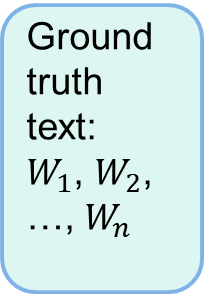 Ground
truth
text:
W₁, W₂,
…, Wₙ